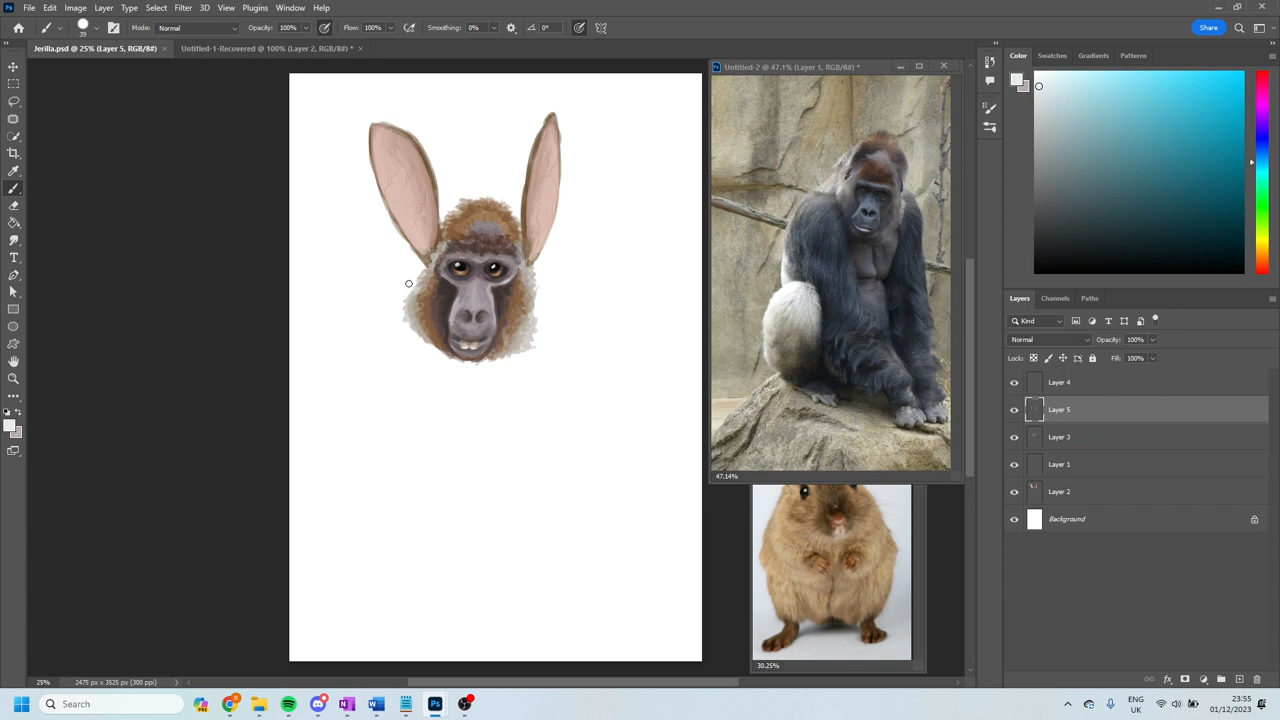 File Edit Image Layer Type Select Filter 3D View Plugins Window Help
39 Mode: Normal Opacity: 100% Flow: 100% Smoothing: 0% 0° Share
Jerilla.psd @ 25% (Layer 5, RGB/8#) × Untitled-1-Recovered @ 100% (Layer 2, RGB/8#) * ×
Untitled-2 @ 47.1% (Layer 1, RGB/8#) *
47.14%
30.25%
Color Swatches Gradients Patterns
Layers Channels Paths
Kind
Normal Opacity: 100%
Lock: Fill: 100%
Layer 4
Layer 5
Layer 3
Layer 1
Layer 2
Background
25% 2475 px x 3525 px (300 ppi)
Search
ENG
UK
23:55
01/12/2023